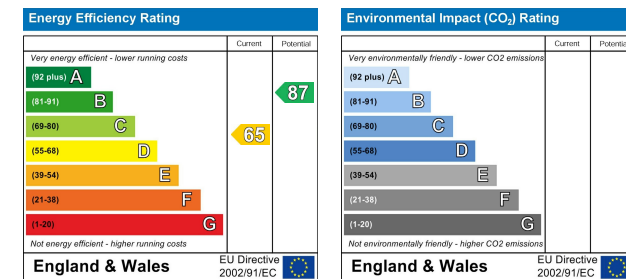 Energy Efficiency Rating
Current Potential
Very energy efficient - lower running costs
(92 plus) A
(81-91) B
(69-80) C
(55-68) D
(39-54) E
(21-38) F
(1-20) G
87
65
Not energy efficient - higher running costs
England & Wales
EU Directive
2002/91/EC
Environmental Impact (CO₂) Rating
Current Potential
Very environmentally friendly - lower CO2 emissions
(92 plus) A
(81-91) B
(69-80) C
(55-68) D
(39-54) E
(21-38) F
(1-20) G
Not environmentally friendly - higher CO2 emissions
England & Wales
EU Directive
2002/91/EC